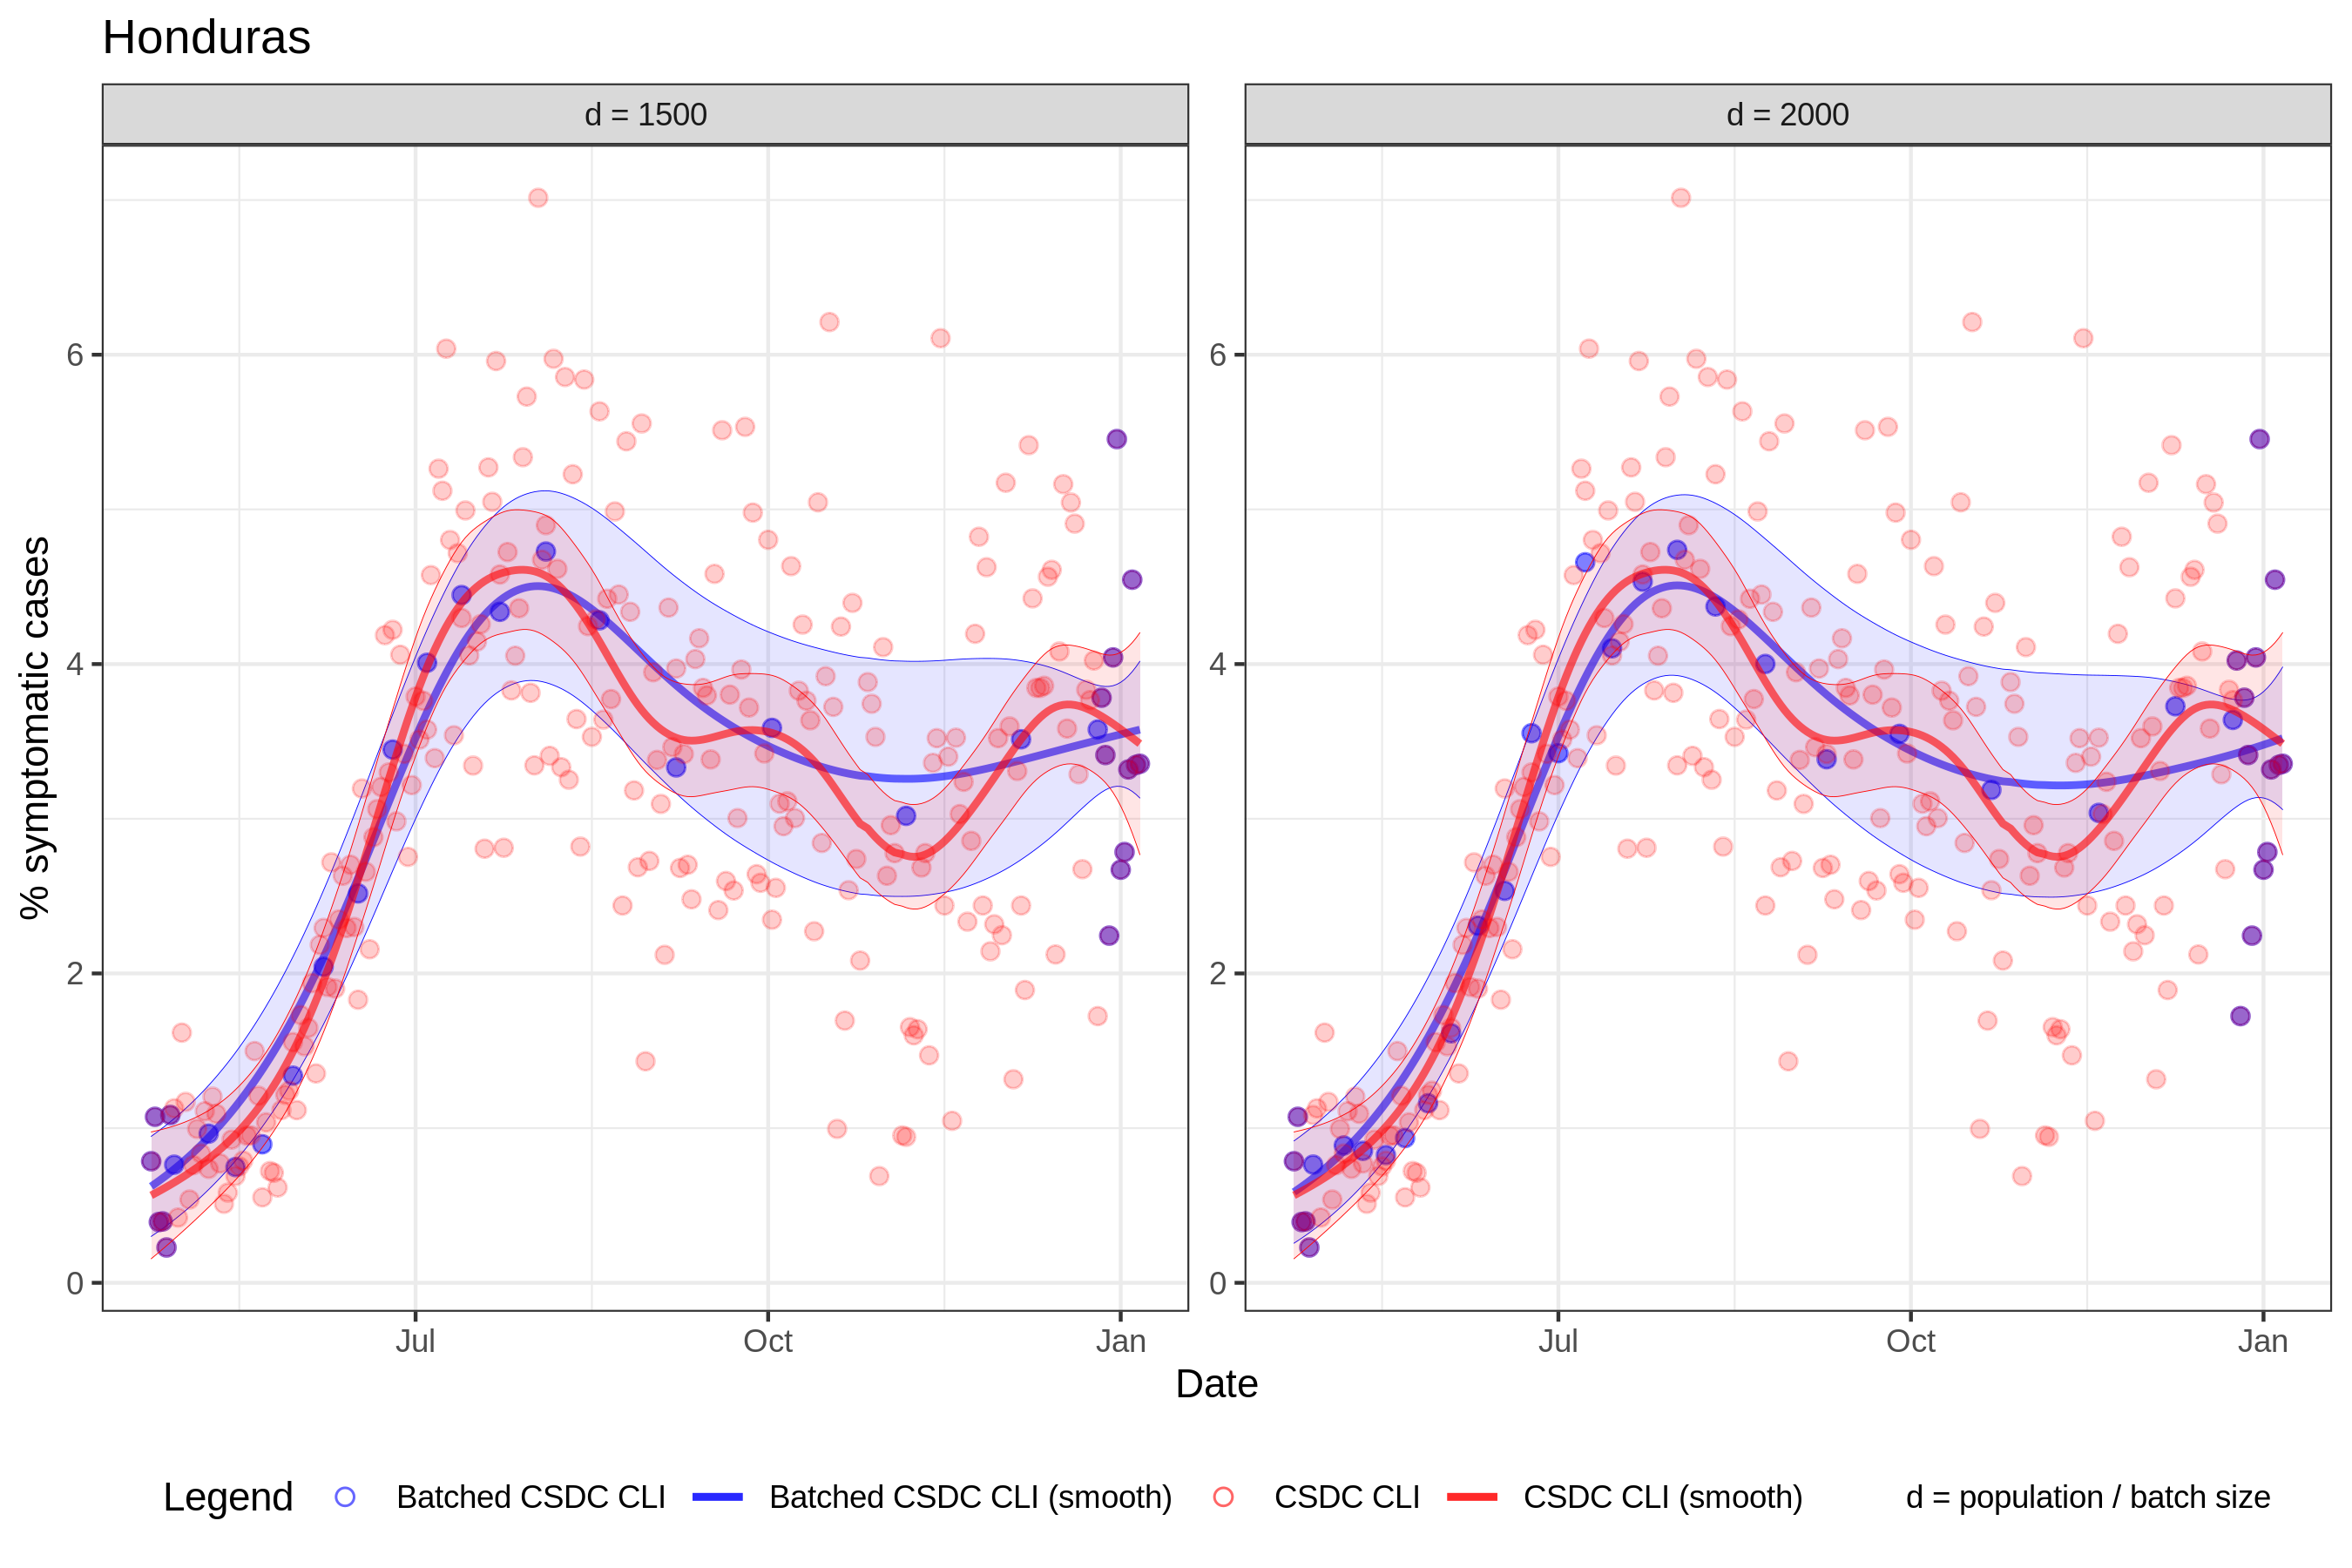 Honduras
d = 1500
d = 2000
% symptomatic cases
6
4
2
0
6
4
2
0
Jul
Oct
Jan
Jul
Oct
Jan
Date
Legend
Batched CSDC CLI
Batched CSDC CLI (smooth)
CSDC CLI
CSDC CLI (smooth)
d = population / batch size